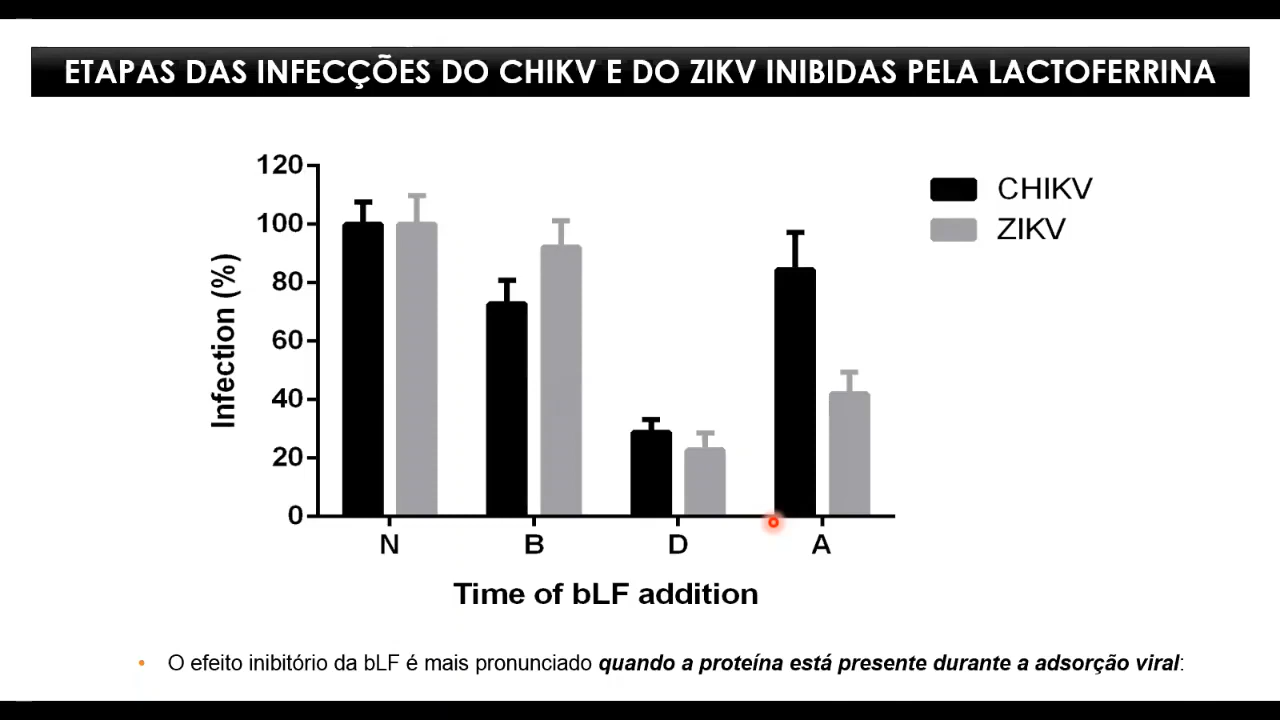 ETAPAS DAS INFECÇÕES DO CHIKV E DO ZIKV INIBIDAS PELA LACTOFERRINA
120
100
80
60
40
20
0
Infection (%)
CHIKV
ZIKV
N B D A
Time of bLF addition
• O efeito inibitório da bLF é mais pronunciado quando a proteína está presente durante a adsorção viral: